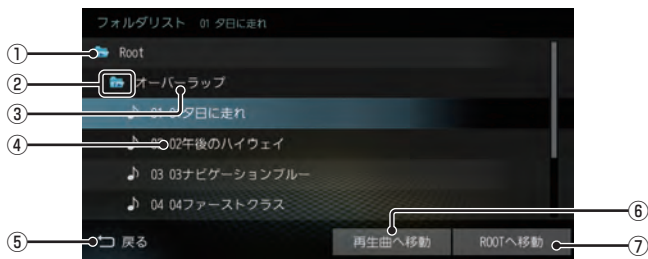 フォルダリスト 01 夕日に走れ
① Root
② オーバーラップ
③ 01 01夕日に走れ
④ 02 02午後のハイウェイ
03 03ナビゲーションブルー
04 04ファーストクラス
⑤ 戻る 再生曲へ移動 ROOTへ移動
⑥
⑦